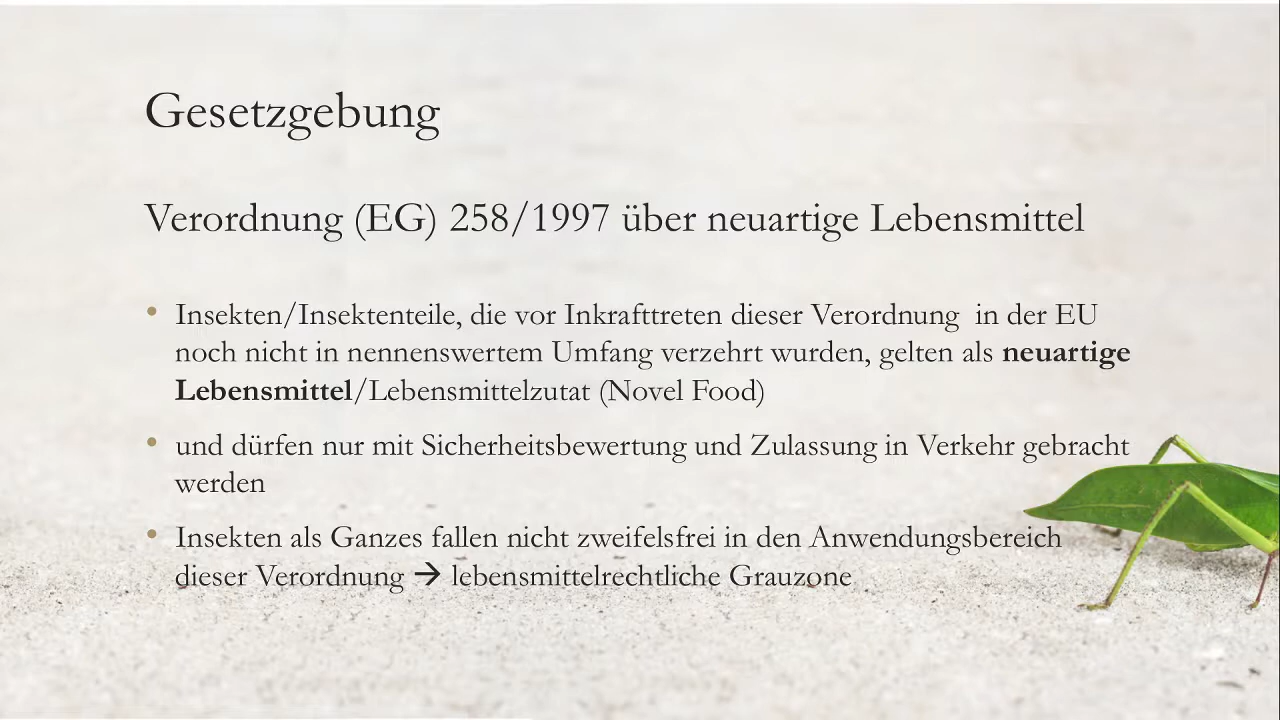 Gesetzgebung
Verordnung (EG) 258/1997 über neuartige Lebensmittel
• Insekten/Insektenteile, die vor Inkrafttreten dieser Verordnung  in der EU
noch nicht in nennenswertem Umfang verzehrt wurden, gelten als neuartige
Lebensmittel/Lebensmittelzutat (Novel Food)
• und dürfen nur mit Sicherheitsbewertung und Zulassung in Verkehr gebracht
werden
• Insekten als Ganzes fallen nicht zweifelsfrei in den Anwendungsbereich
dieser Verordnung → lebensmittelrechtliche Grauzone